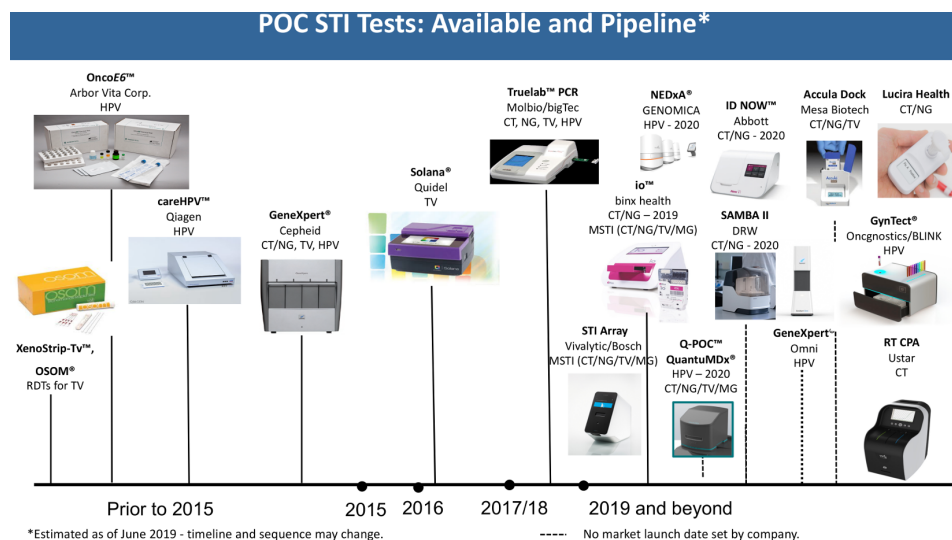 POC STI Tests: Available and Pipeline*
OncoE6™
Arbor Vita Corp.
HPV
careHPV™
Qiagen
HPV
GeneXpert®
Cepheid
CT/NG, TV, HPV
Solana®
Quidel
TV
Truelab™ PCR
Molbio/bigTec
CT, NG, TV, HPV
NEDxA®
GENOMICA
HPV - 2020
ID NOW™
Abbott
CT/NG - 2020
Accula Dock
Mesa Biotech
CT/NG/TV
Lucira Health
CT/NG
io™
binx health
CT/NG – 2019
MSTI (CT/NG/TV/MG)
SAMBA II
DRW
CT/NG - 2020
GynTect®
Oncgnostics/BLINK
HPV
osom
osom
XenoStrip-Tv™,
OSOM®
RDTs for TV
STI Array
Vivalytic/Bosch
MSTI (CT/NG/TV/MG)
Q-POC™
QuantuMDx®
HPV – 2020
CT/NG/TV/MG
GeneXpert
Omni
HPV
RT CPA
Ustar
CT
Prior to 2015
2015
2016
2017/18
2019 and beyond
*Estimated as of June 2019 - timeline and sequence may change.
----- No market launch date set by company.